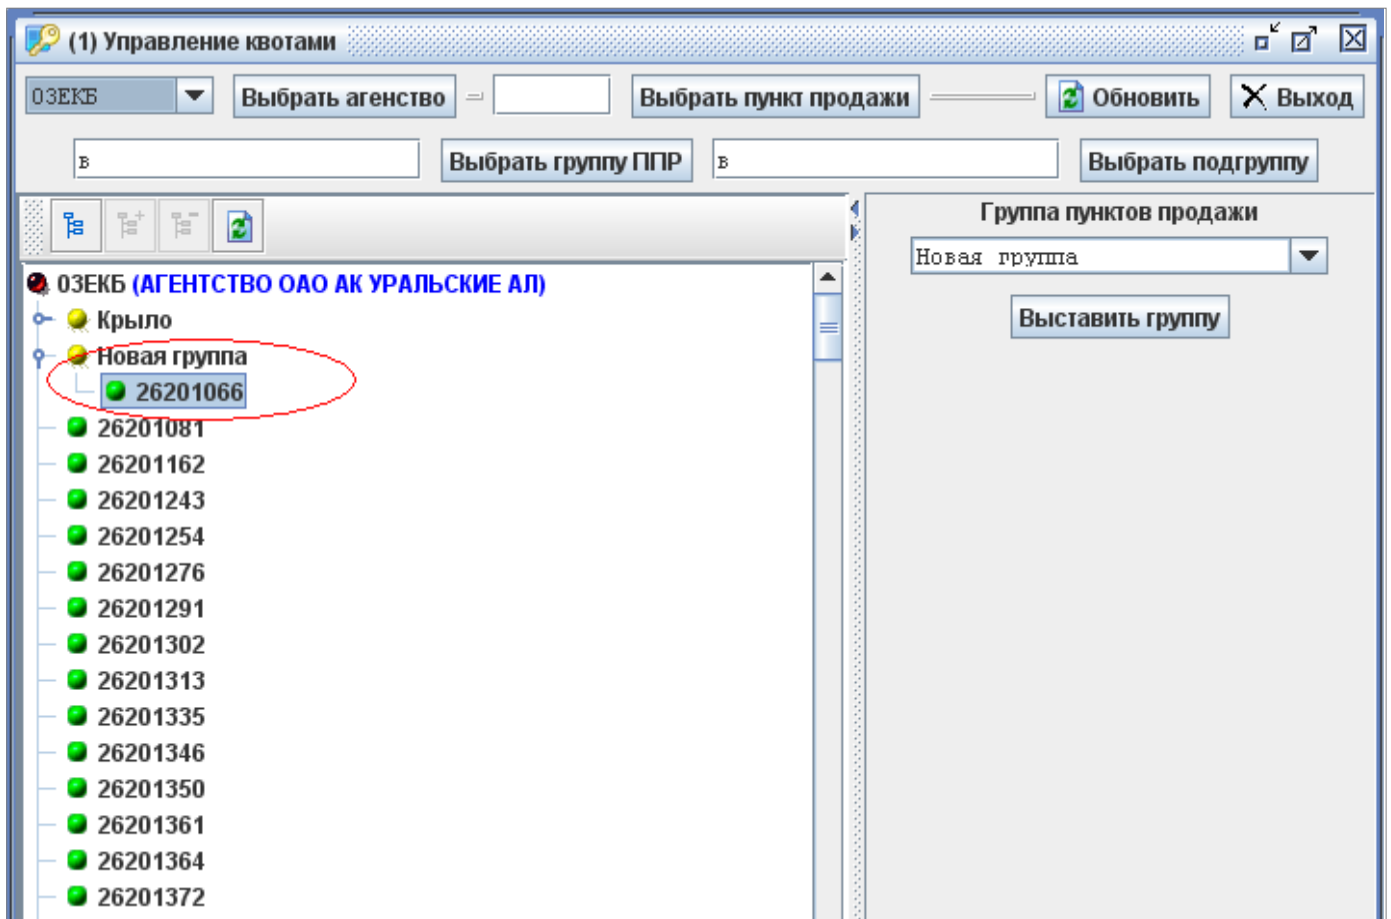 (1) Управление квотами
03ЕКБ Выбрать агенство Выбрать пункт продажи Обновить Выход
в Выбрать группу ППР в Выбрать подгруппу
Группа пунктов продажи
Новая группа
Выставить группу
03ЕКБ (АГЕНТСТВО ОАО АК УРАЛЬСКИЕ АЛ)
Крыло
Новая группа
26201066
26201081
26201162
26201243
26201254
26201276
26201291
26201302
26201313
26201335
26201346
26201350
26201361
26201364
26201372